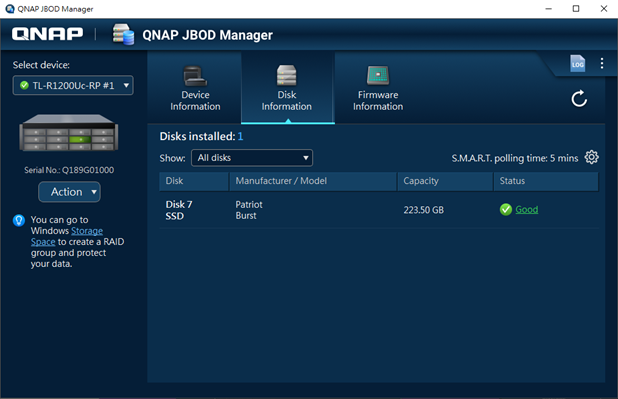 QNAP JBOD Manager
QNAP
QNAP JBOD Manager
LOG
Select device:
TL-R1200Uc-RP #1
Serial No.: Q189G01000
Action
You can go to
Windows Storage
Space to create a RAID
group and protect
your data.
Device
Information
Disk
Information
Firmware
Information
Disks installed: 1
Show: All disks
S.M.A.R.T. polling time: 5 mins
Disk Manufacturer / Model Capacity Status
Disk 7 Patriot
SSD Burst
223.50 GB Good